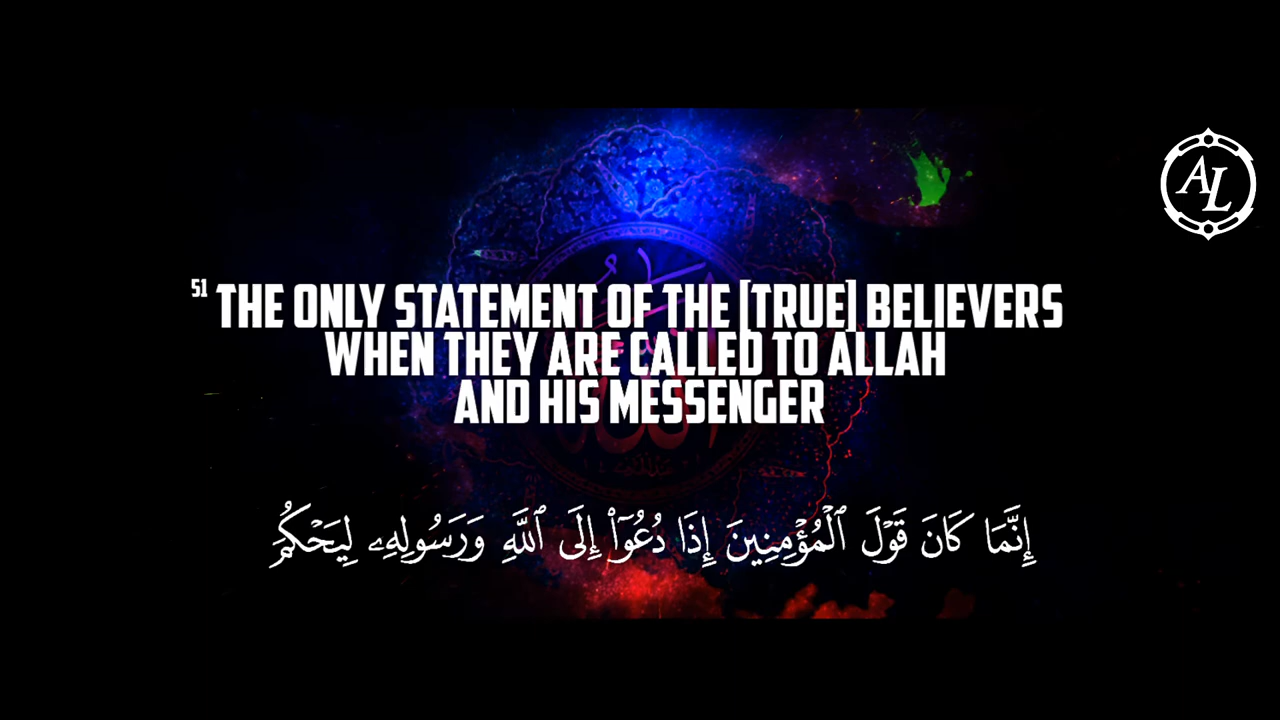 AL
51 THE ONLY STATEMENT OF THE [TRUE] BELIEVERS
WHEN THEY ARE CALLED TO ALLAH
AND HIS MESSENGER
إِنَّمَا كَانَ قَوْلَ ٱلْمُؤْمِنِينَ إِذَا دُعُوٓا۟ إِلَى ٱللَّهِ وَرَسُولِهِۦ لِيَحْكُمَ